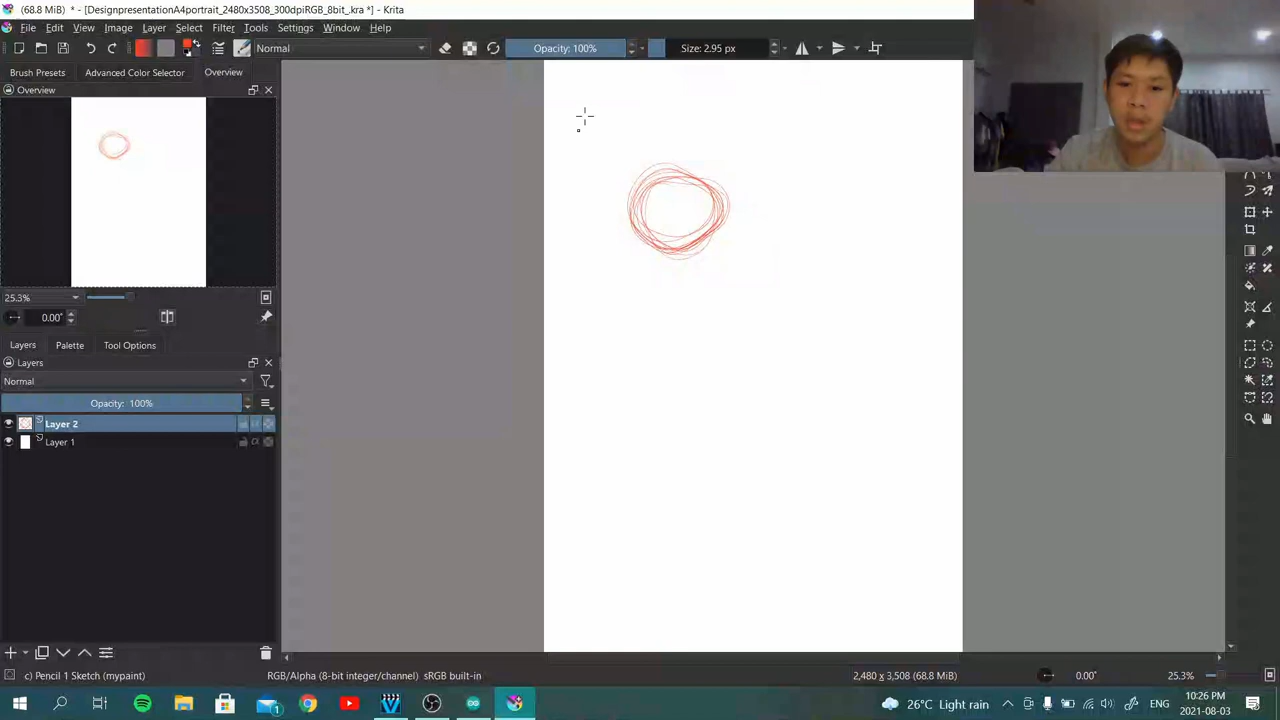 (68.8 MiB) * - [DesignpresentationA4portrait_2480x3508_300dpiRGB_8bit_.kra *] - Krita
File Edit View Image Layer Select Filter Tools Settings Window Help
Normal Opacity: 100% Size: 2.95 px
Brush Presets Advanced Color Selector Overview
Overview
25.3%
0.00°
Layers Palette Tool Options
Layers
Normal
Opacity: 100%
Layer 2
Layer 1
c) Pencil 1 Sketch (mypaint) RGB/Alpha (8-bit integer/channel) sRGB built-in 2,480 x 3,508 (68.8 MiB) 0.00° 25.3%
26°C Light rain ENG 10:26 PM
2021-08-03